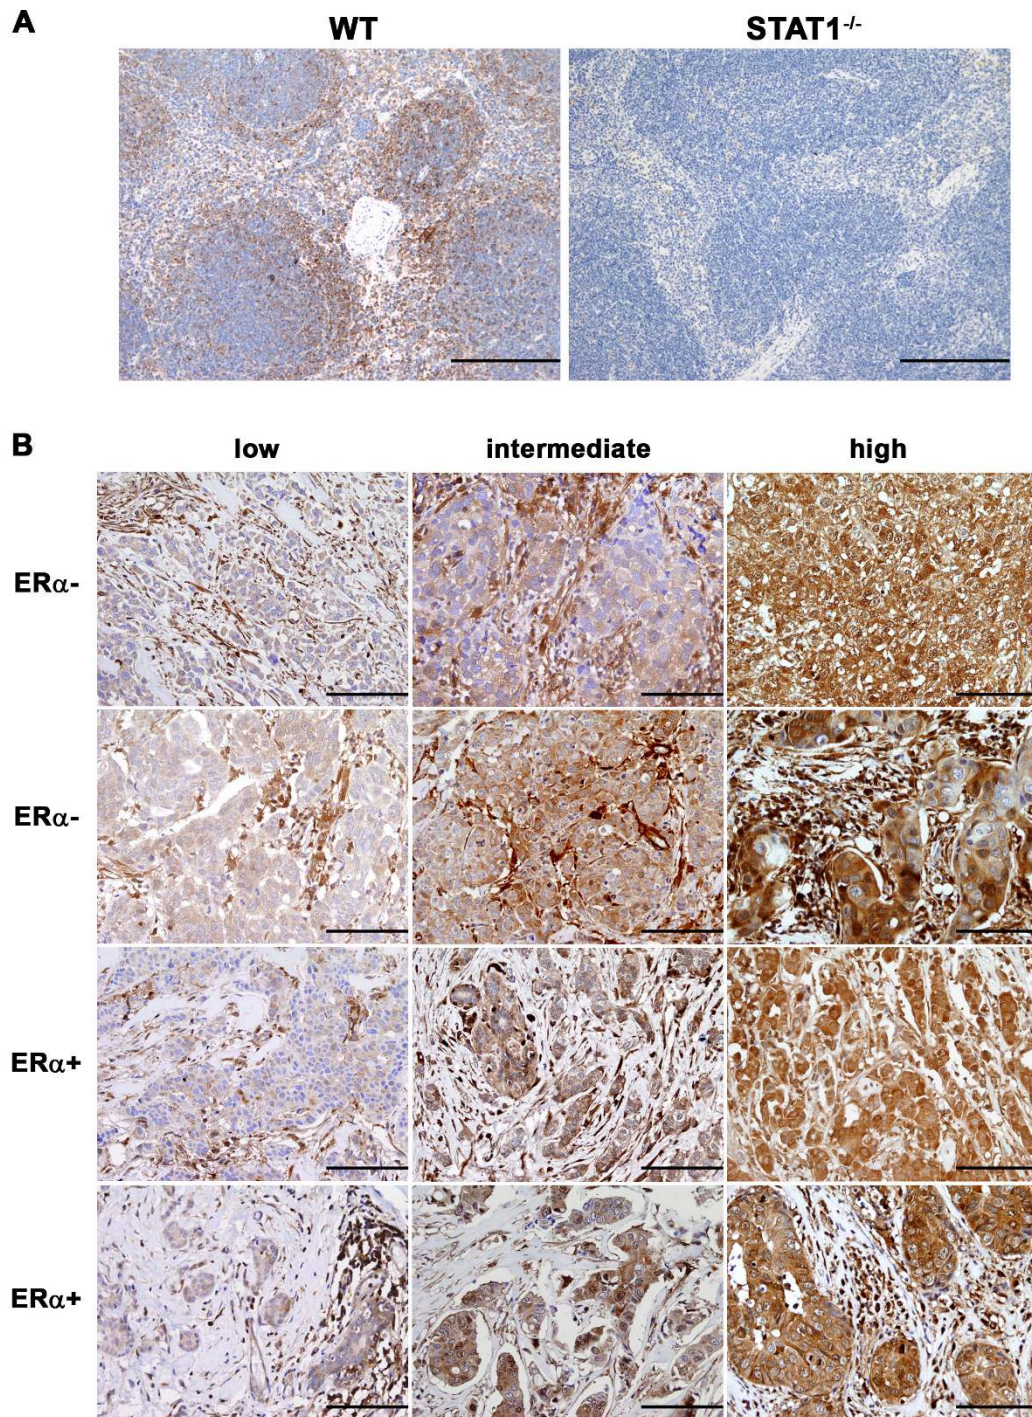 A
WT STAT1-/-
B
low intermediate high
ERα-
ERα-
ERα+
ERα+